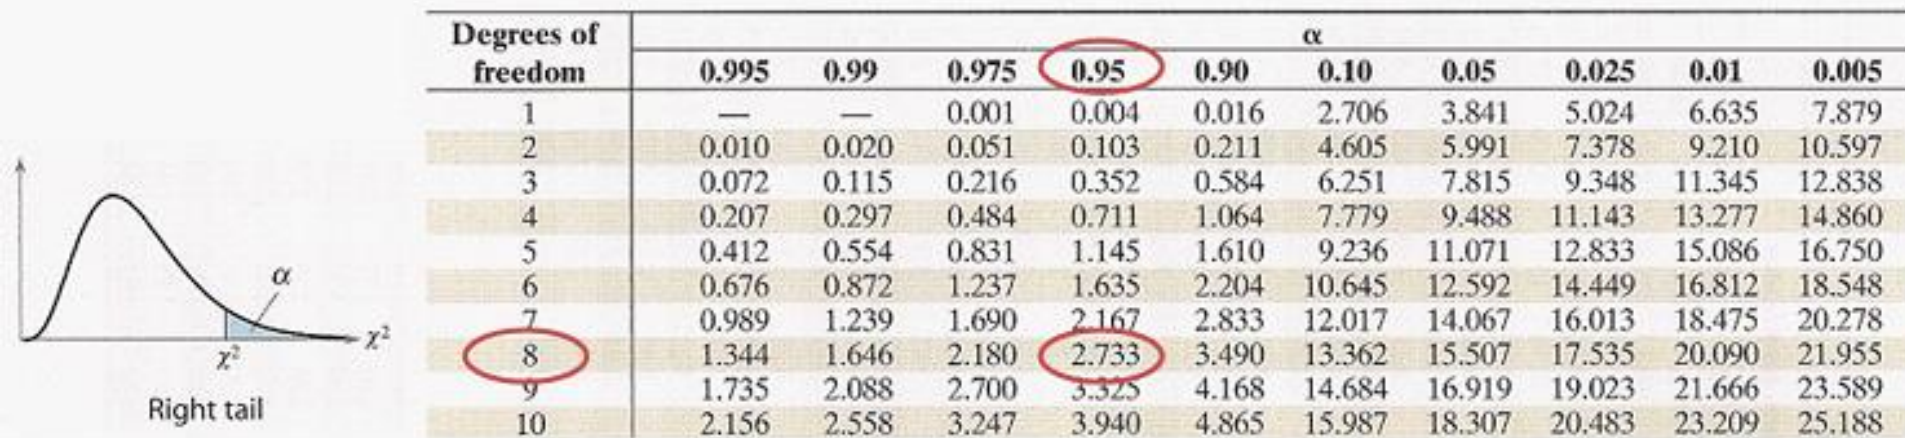 Degrees of
freedom
α
0.995 0.99 0.975 0.95 0.90 0.10 0.05 0.025 0.01 0.005
1 — — 0.001 0.004 0.016 2.706 3.841 5.024 6.635 7.879
2 0.010 0.020 0.051 0.103 0.211 4.605 5.991 7.378 9.210 10.597
3 0.072 0.115 0.216 0.352 0.584 6.251 7.815 9.348 11.345 12.838
4 0.207 0.297 0.484 0.711 1.064 7.779 9.488 11.143 13.277 14.860
5 0.412 0.554 0.831 1.145 1.610 9.236 11.071 12.833 15.086 16.750
6 0.676 0.872 1.237 1.635 2.204 10.645 12.592 14.449 16.812 18.548
7 0.989 1.239 1.690 2.167 2.833 12.017 14.067 16.013 18.475 20.278
8 1.344 1.646 2.180 2.733 3.490 13.362 15.507 17.535 20.090 21.955
9 1.735 2.088 2.700 3.325 4.168 14.684 16.919 19.023 21.666 23.589
10 2.156 2.558 3.247 3.940 4.865 15.987 18.307 20.483 23.209 25.188
α
χ²
χ²
Right tail